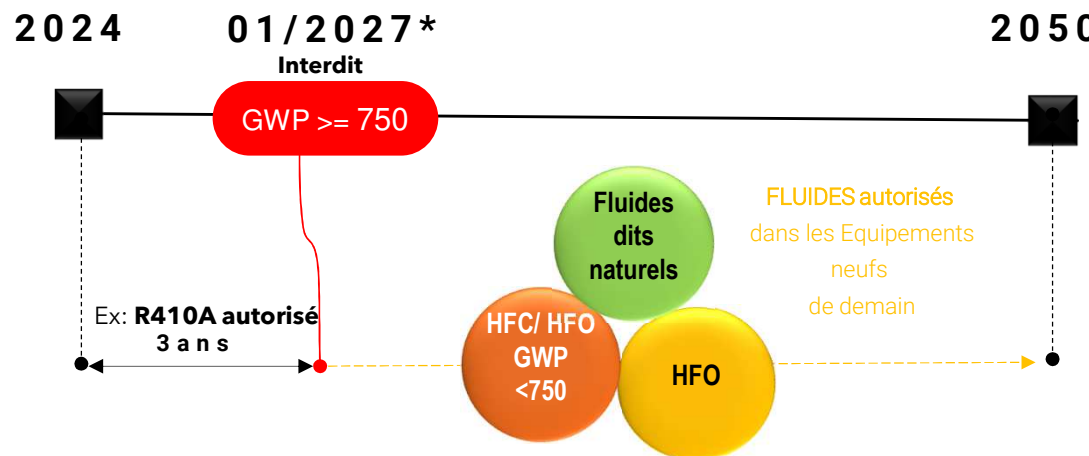 2024
01/2027*
2050
Interdit
GWP >= 750
Fluides
dits
naturels
FLUIDES autorisés
dans les Equipements
neufs
de demain
Ex: R410A autorisé
3 ans
HFC/ HFO
GWP
<750
HFO